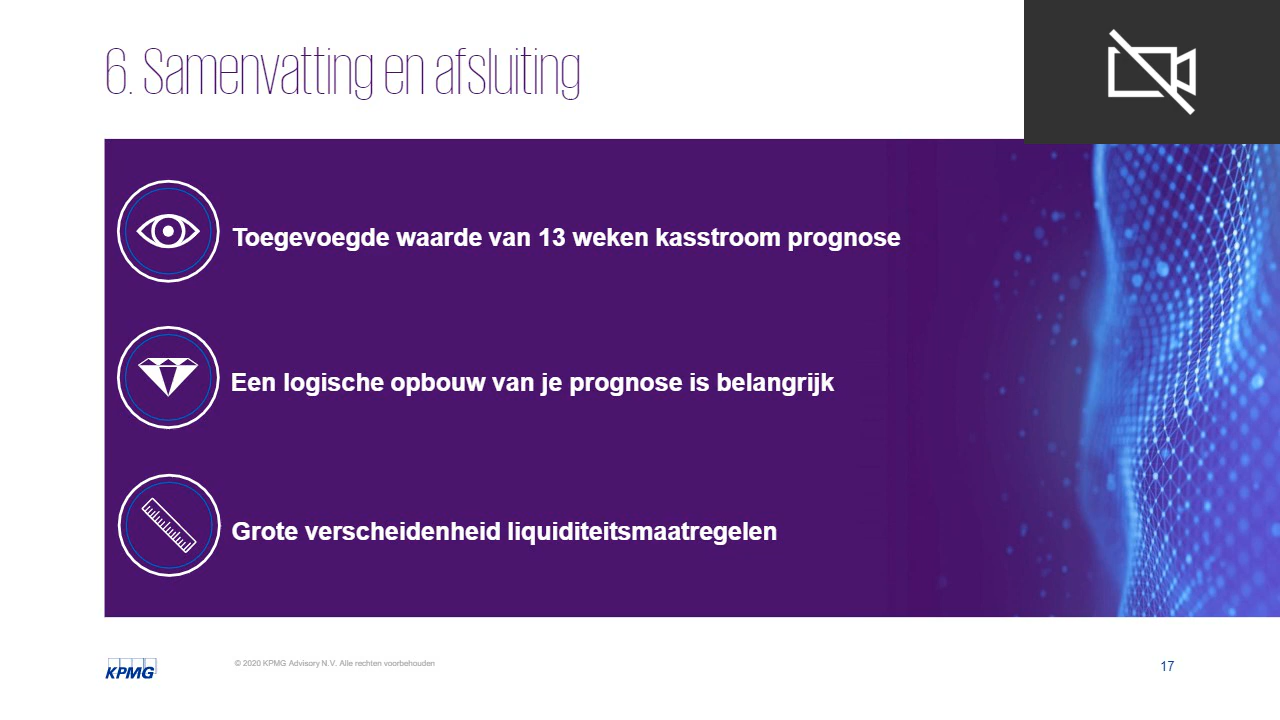 6. Samenvatting en afsluiting
Toegevoegde waarde van 13 weken kasstroom prognose
Een logische opbouw van je prognose is belangrijk
Grote verscheidenheid liquiditeitsmaatregelen
KPMG
© 2020 KPMG Advisory N.V. Alle rechten voorbehouden
17